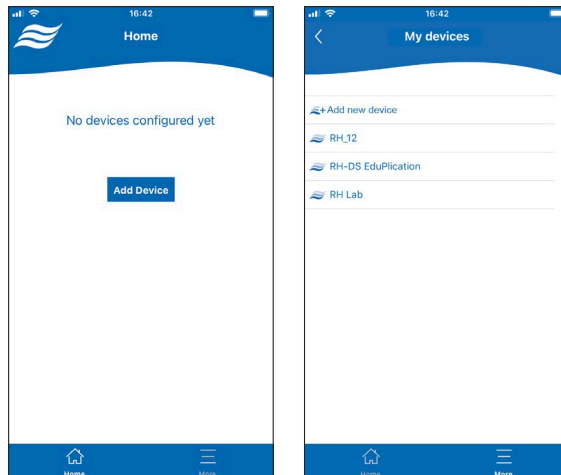 16:42
Home
No devices configured yet
Add Device
Home
More
16:42
My devices
+Add new device
RH_12
RH-DS EduPlication
RH Lab
Home
More